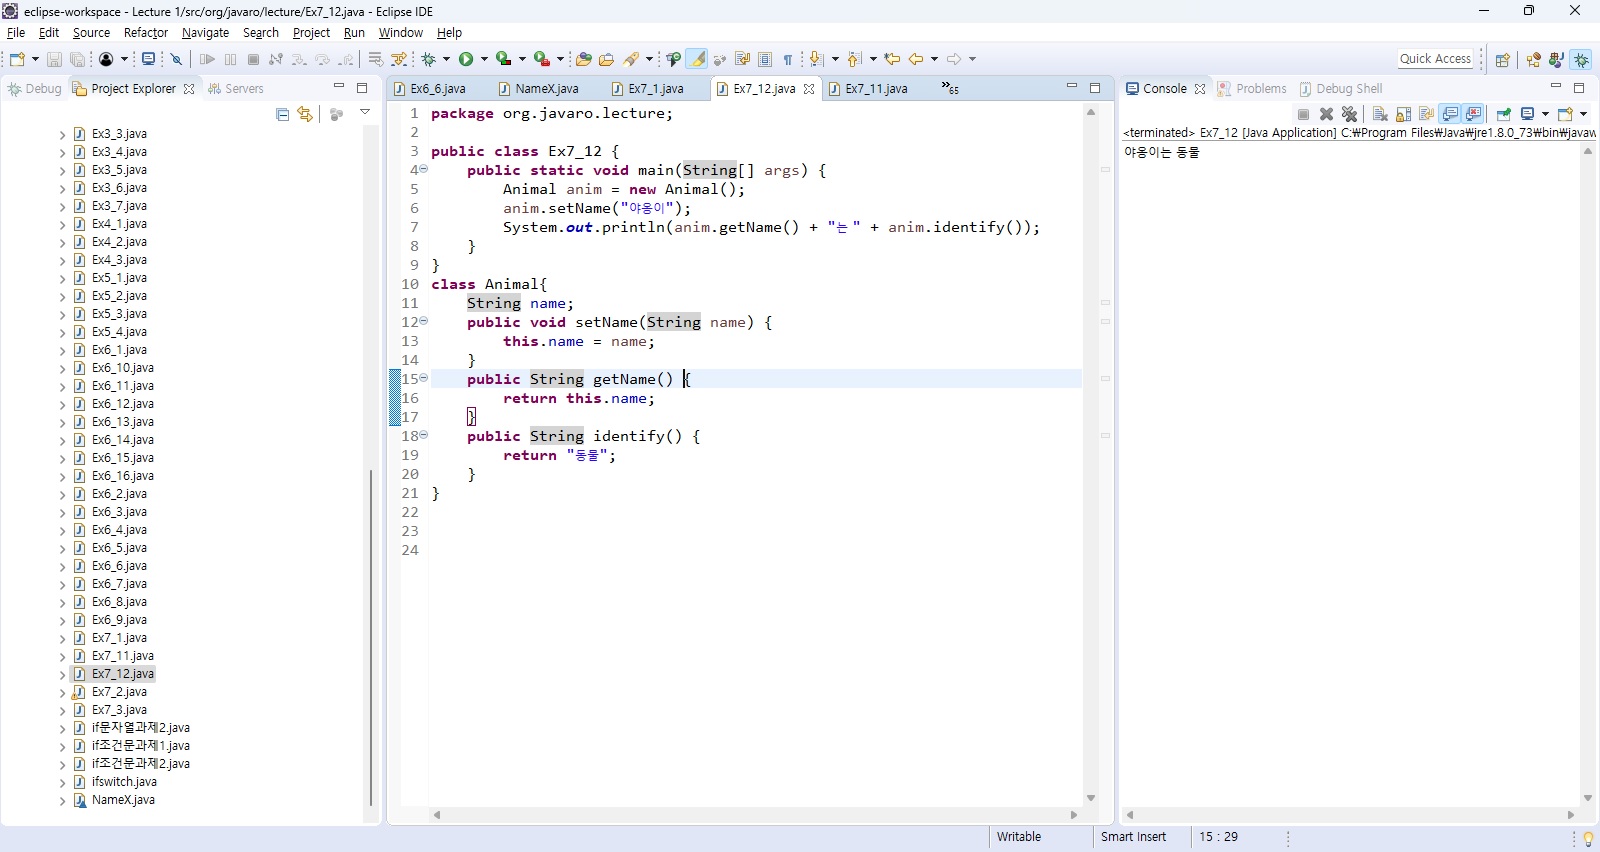 eclipse-workspace - Lecture 1/src/org/javaro/lecture/Ex7_12.java - Eclipse IDE
File Edit Source Refactor Navigate Search Project Run Window Help
Quick Access
Debug Project Explorer Servers
Ex3_3.java
Ex3_4.java
Ex3_5.java
Ex3_6.java
Ex3_7.java
Ex4_1.java
Ex4_2.java
Ex4_3.java
Ex5_1.java
Ex5_2.java
Ex5_3.java
Ex5_4.java
Ex6_1.java
Ex6_10.java
Ex6_11.java
Ex6_12.java
Ex6_13.java
Ex6_14.java
Ex6_15.java
Ex6_16.java
Ex6_2.java
Ex6_3.java
Ex6_4.java
Ex6_5.java
Ex6_6.java
Ex6_7.java
Ex6_8.java
Ex6_9.java
Ex7_1.java
Ex7_11.java
Ex7_12.java
Ex7_2.java
Ex7_3.java
if문자열과제2.java
if조건문과제1.java
if조건문과제2.java
ifswitch.java
NameX.java
Ex6_6.java NameX.java Ex7_1.java Ex7_12.java Ex7_11.java »65
1 package org.javaro.lecture;
2
3 public class Ex7_12 {
4 public static void main(String[] args) {
5 Animal anim = new Animal();
6 anim.setName("야옹이");
7 System.out.println(anim.getName() + "는 " + anim.identify());
8 }
9 }
10 class Animal{
11 String name;
12 public void setName(String name) {
13 this.name = name;
14 }
15 public String getName() {
16 return this.name;
17 }
18 public String identify() {
19 return "동물";
20 }
21 }
22
23
24
Console Problems Debug Shell
<terminated> Ex7_12 [Java Application] C:₩Program Files₩Java₩jre1.8.0_73₩bin₩javaw
야옹이는 동물
Writable Smart Insert 15 : 29